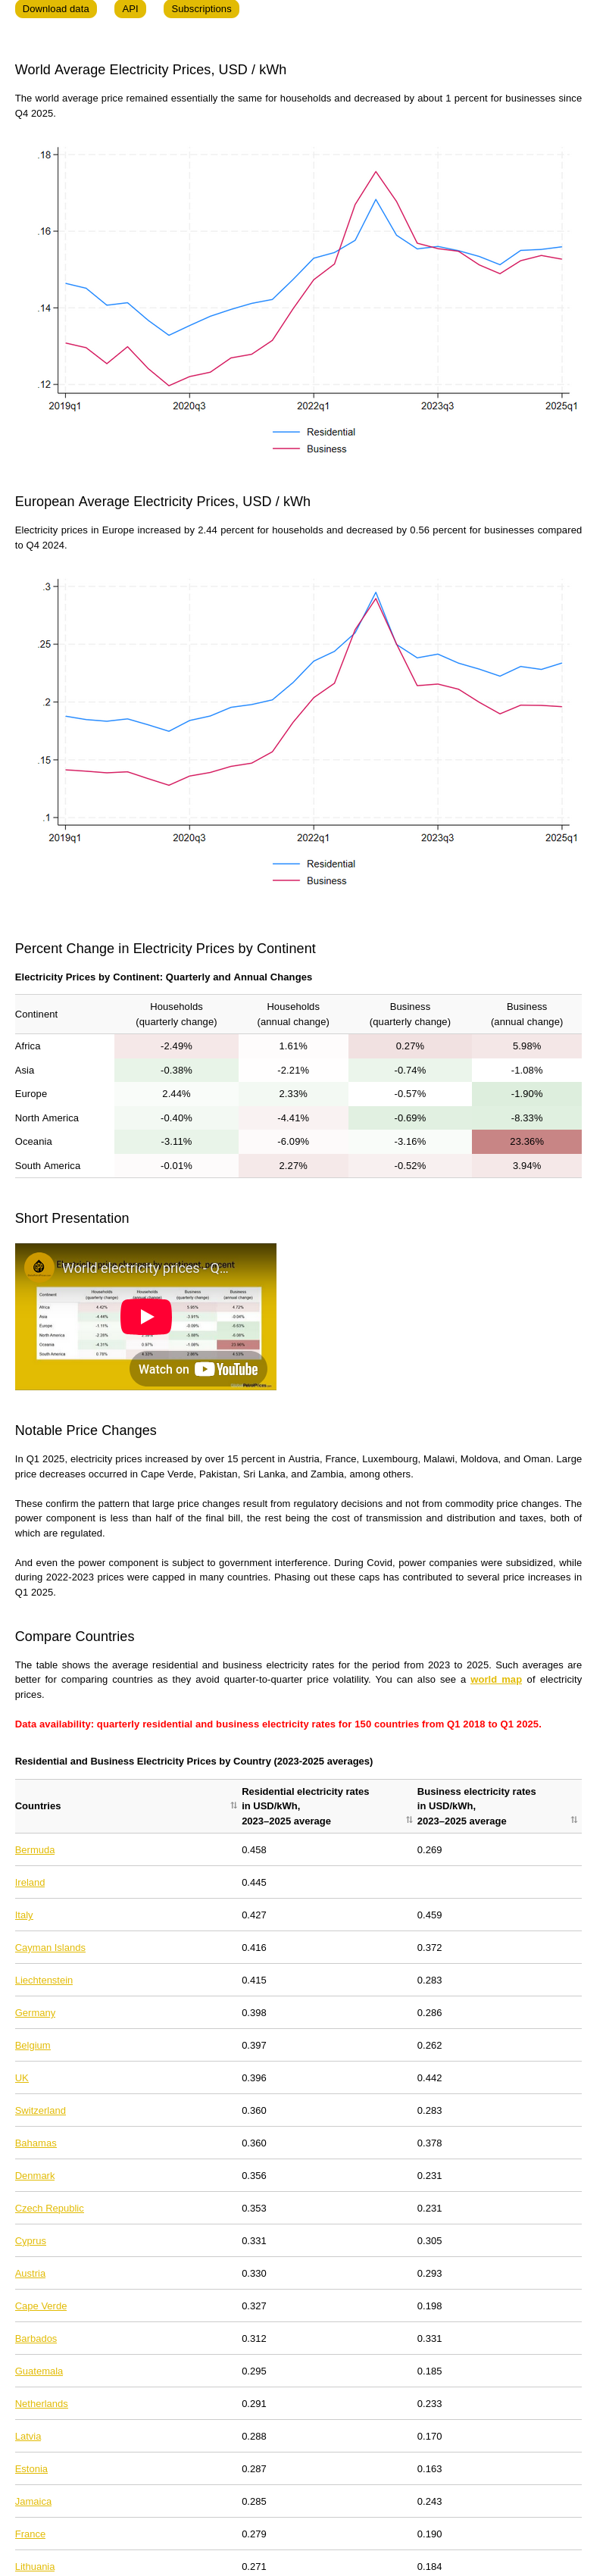 Download data API Subscriptions
World Average Electricity Prices, USD / kWh
The world average price remained essentially the same for households and decreased by about 1 percent for businesses since
Q4 2025.
.18
.16
.14
.12
2019q1 2020q3 2022q1 2023q3 2025q1
Residential
Business
European Average Electricity Prices, USD / kWh
Electricity prices in Europe increased by 2.44 percent for households and decreased by 0.56 percent for businesses compared
to Q4 2024.
.3
.25
.2
.15
.1
2019q1 2020q3 2022q1 2023q3 2025q1
Residential
Business
Percent Change in Electricity Prices by Continent
Electricity Prices by Continent: Quarterly and Annual Changes
Continent Households (quarterly change) Households (annual change) Business (quarterly change) Business (annual change)
Africa -2.49% 1.61% 0.27% 5.98%
Asia -0.38% -2.21% -0.74% -1.08%
Europe 2.44% 2.33% -0.57% -1.90%
North America -0.40% -4.41% -0.69% -8.33%
Oceania -3.11% -6.09% -3.16% 23.36%
South America -0.01% 2.27% -0.52% 3.94%
Short Presentation
World electricity prices - Q...
Watch on YouTube
Notable Price Changes
In Q1 2025, electricity prices increased by over 15 percent in Austria, France, Luxembourg, Malawi, Moldova, and Oman. Large
price decreases occurred in Cape Verde, Pakistan, Sri Lanka, and Zambia, among others.
These confirm the pattern that large price changes result from regulatory decisions and not from commodity price changes. The
power component is less than half of the final bill, the rest being the cost of transmission and distribution and taxes, both of
which are regulated.
And even the power component is subject to government interference. During Covid, power companies were subsidized, while
during 2022-2023 prices were capped in many countries. Phasing out these caps has contributed to several price increases in
Q1 2025.
Compare Countries
The table shows the average residential and business electricity rates for the period from 2023 to 2025. Such averages are
better for comparing countries as they avoid quarter-to-quarter price volatility. You can also see a world map of electricity
prices.
Data availability: quarterly residential and business electricity rates for 150 countries from Q1 2018 to Q1 2025.
Residential and Business Electricity Prices by Country (2023-2025 averages)
Countries Residential electricity rates in USD/kWh, 2023–2025 average Business electricity rates in USD/kWh, 2023–2025 average
Bermuda 0.458 0.269
Ireland 0.445
Italy 0.427 0.459
Cayman Islands 0.416 0.372
Liechtenstein 0.415 0.283
Germany 0.398 0.286
Belgium 0.397 0.262
UK 0.396 0.442
Switzerland 0.360 0.283
Bahamas 0.360 0.378
Denmark 0.356 0.231
Czech Republic 0.353 0.231
Cyprus 0.331 0.305
Austria 0.330 0.293
Cape Verde 0.327 0.198
Barbados 0.312 0.331
Guatemala 0.295 0.185
Netherlands 0.291 0.233
Latvia 0.288 0.170
Estonia 0.287 0.163
Jamaica 0.285 0.243
France 0.279 0.190
Lithuania 0.271 0.184